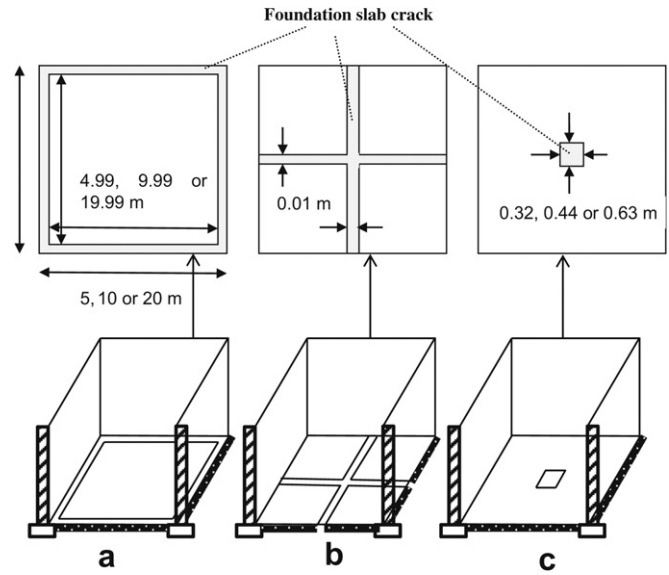 Foundation slab crack
4.99, 9.99 or
19.99 m
0.01 m
0.32, 0.44 or 0.63 m
5, 10 or 20 m
a
b
c